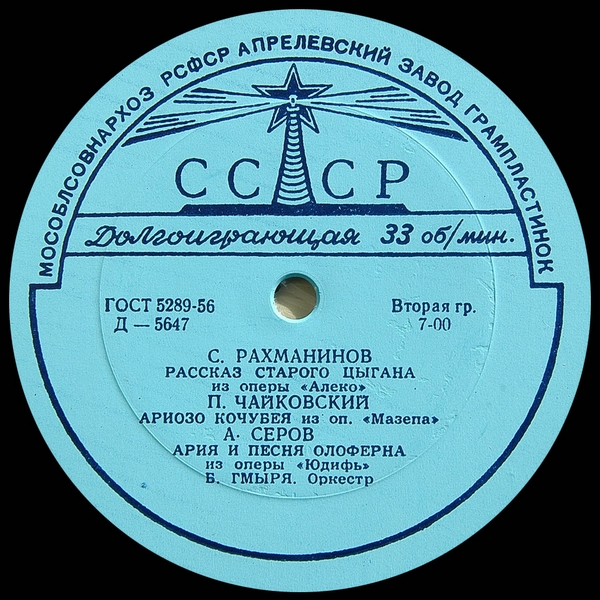 МОСОБЛСОВНАРХОЗ РСФСР АПРЕЛЕВСКИЙ ЗАВОД ГРАМПЛАСТИНОК
СССР
Долгоиграющая 33 об/мин.
ГОСТ 5289-56
Д — 5647
Вторая гр.
7-00
С. РАХМАНИНОВ
РАССКАЗ СТАРОГО ЦЫГАНА
из оперы «Алеко»
П. ЧАЙКОВСКИЙ
АРИОЗО КОЧУБЕЯ из оп. «Мазепа»
А. СЕРОВ
АРИЯ И ПЕСНЯ ОЛОФЕРНА
из оперы «Юдифь»
Б. ГМЫРЯ. Оркестр